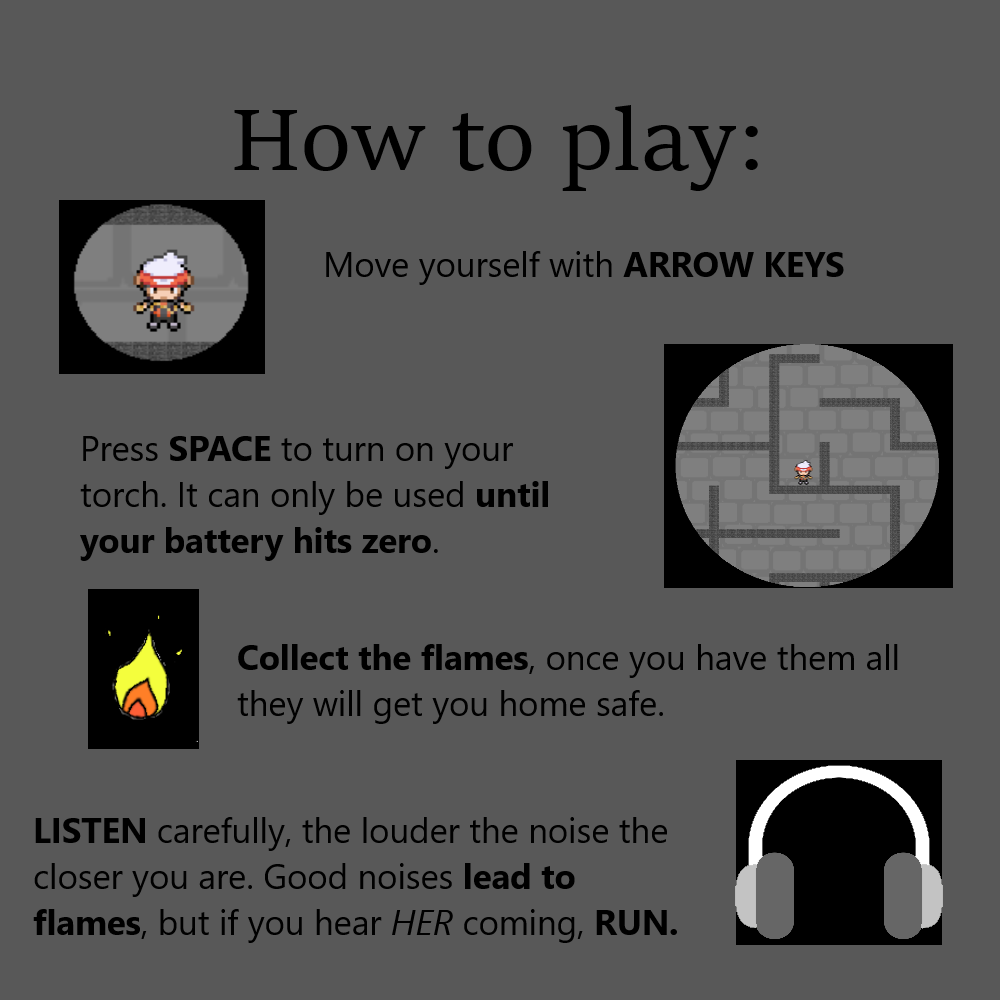 How to play:
Move yourself with ARROW KEYS
Press SPACE to turn on your
torch. It can only be used until
your battery hits zero.
Collect the flames, once you have them all
they will get you home safe.
LISTEN carefully, the louder the noise the
closer you are. Good noises lead to
flames, but if you hear HER coming, RUN.